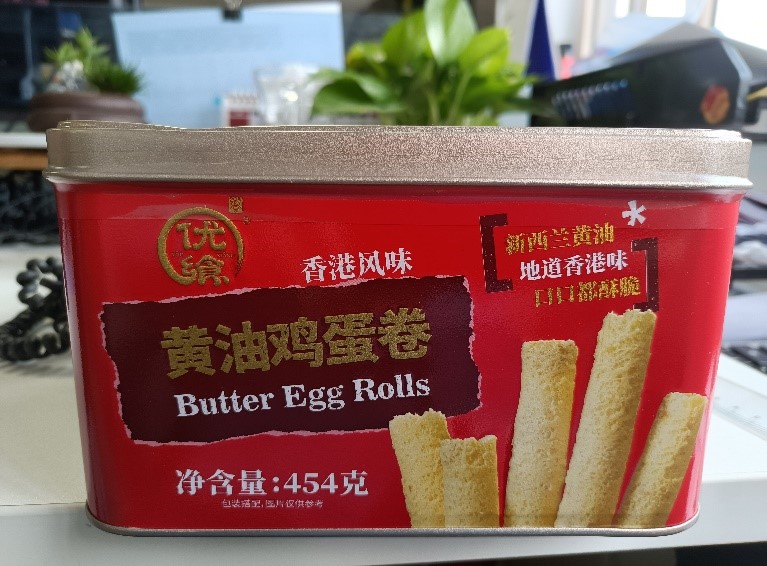 优
飨
香港风味
新西兰黄油
地道香港味
口口都酥脆
*
黄油鸡蛋卷
Butter Egg Rolls
净含量:454克
包装搭配,图片仅供参考